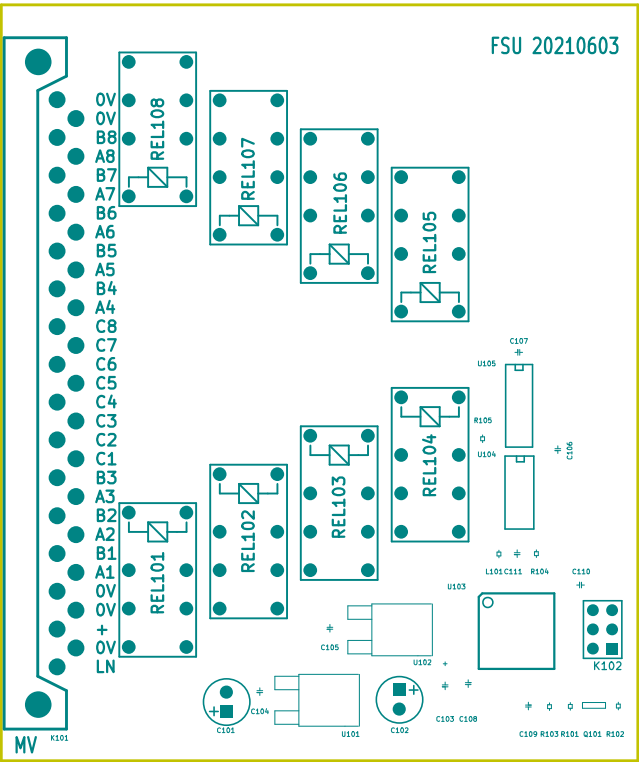 FSU 20210603
0V
0V
B8
A8
B7
A7
B6
A6
B5
A5
B4
A4
C8
C7
C6
C5
C4
C3
C2
C1
B3
A3
B2
A2
B1
A1
0V
0V
+
0V
LN
MV
K101
REL108
REL107
REL106
REL105
REL104
REL103
REL102
REL101
C107
U105
R105
U104
C106
L101 C111 R104
U103
C110
K102
C105
U102
+
C104
C101
+
U101
C102
+
C103 C108
C109 R103 R101 Q101 R102